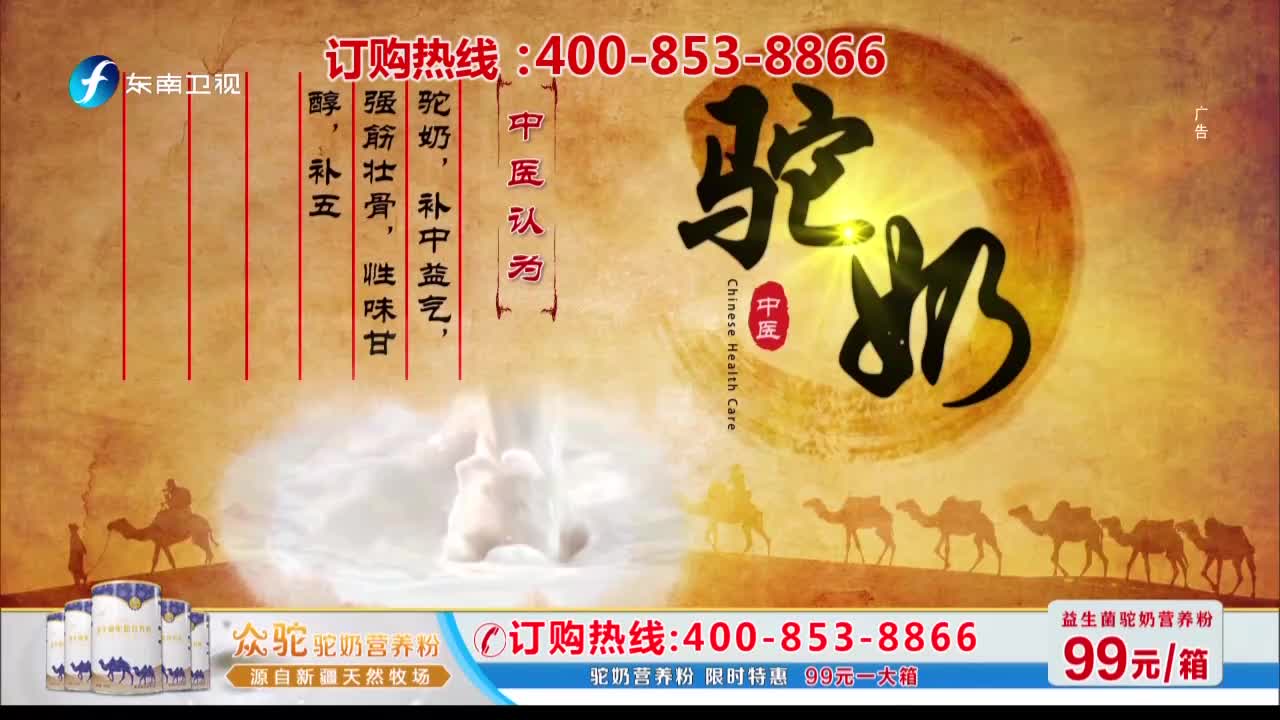 订购热线 :400-853-8866
东南卫视
广告
驼奶
中医
Chinese Health Care
中医认为
驼奶，补中益气，
强筋壮骨，性味甘
醇，补五
众驼 驼奶营养粉
源自新疆天然牧场
订购热线:400-853-8866
驼奶营养粉 限时特惠 99元一大箱
益生菌驼奶营养粉
99元/箱